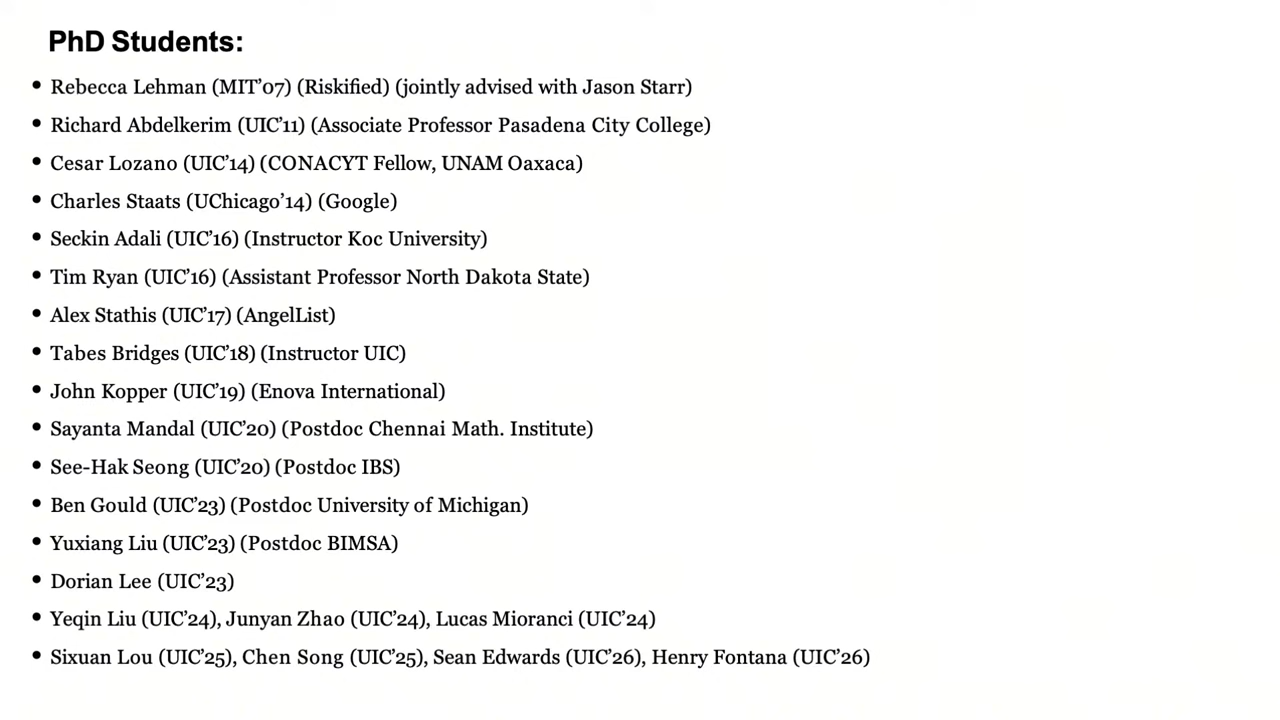 PhD Students:
• Rebecca Lehman (MIT’07) (Riskified) (jointly advised with Jason Starr)
• Richard Abdelkerim (UIC’11) (Associate Professor Pasadena City College)
• Cesar Lozano (UIC’14) (CONACYT Fellow, UNAM Oaxaca)
• Charles Staats (UChicago’14) (Google)
• Seckin Adali (UIC’16) (Instructor Koc University)
• Tim Ryan (UIC’16) (Assistant Professor North Dakota State)
• Alex Stathis (UIC’17) (AngelList)
• Tabes Bridges (UIC’18) (Instructor UIC)
• John Kopper (UIC’19) (Enova International)
• Sayanta Mandal (UIC’20) (Postdoc Chennai Math. Institute)
• See-Hak Seong (UIC’20) (Postdoc IBS)
• Ben Gould (UIC’23) (Postdoc University of Michigan)
• Yuxiang Liu (UIC’23) (Postdoc BIMSA)
• Dorian Lee (UIC’23)
• Yeqin Liu (UIC’24), Junyan Zhao (UIC’24), Lucas Mioranci (UIC’24)
• Sixuan Lou (UIC’25), Chen Song (UIC’25), Sean Edwards (UIC’26), Henry Fontana (UIC’26)